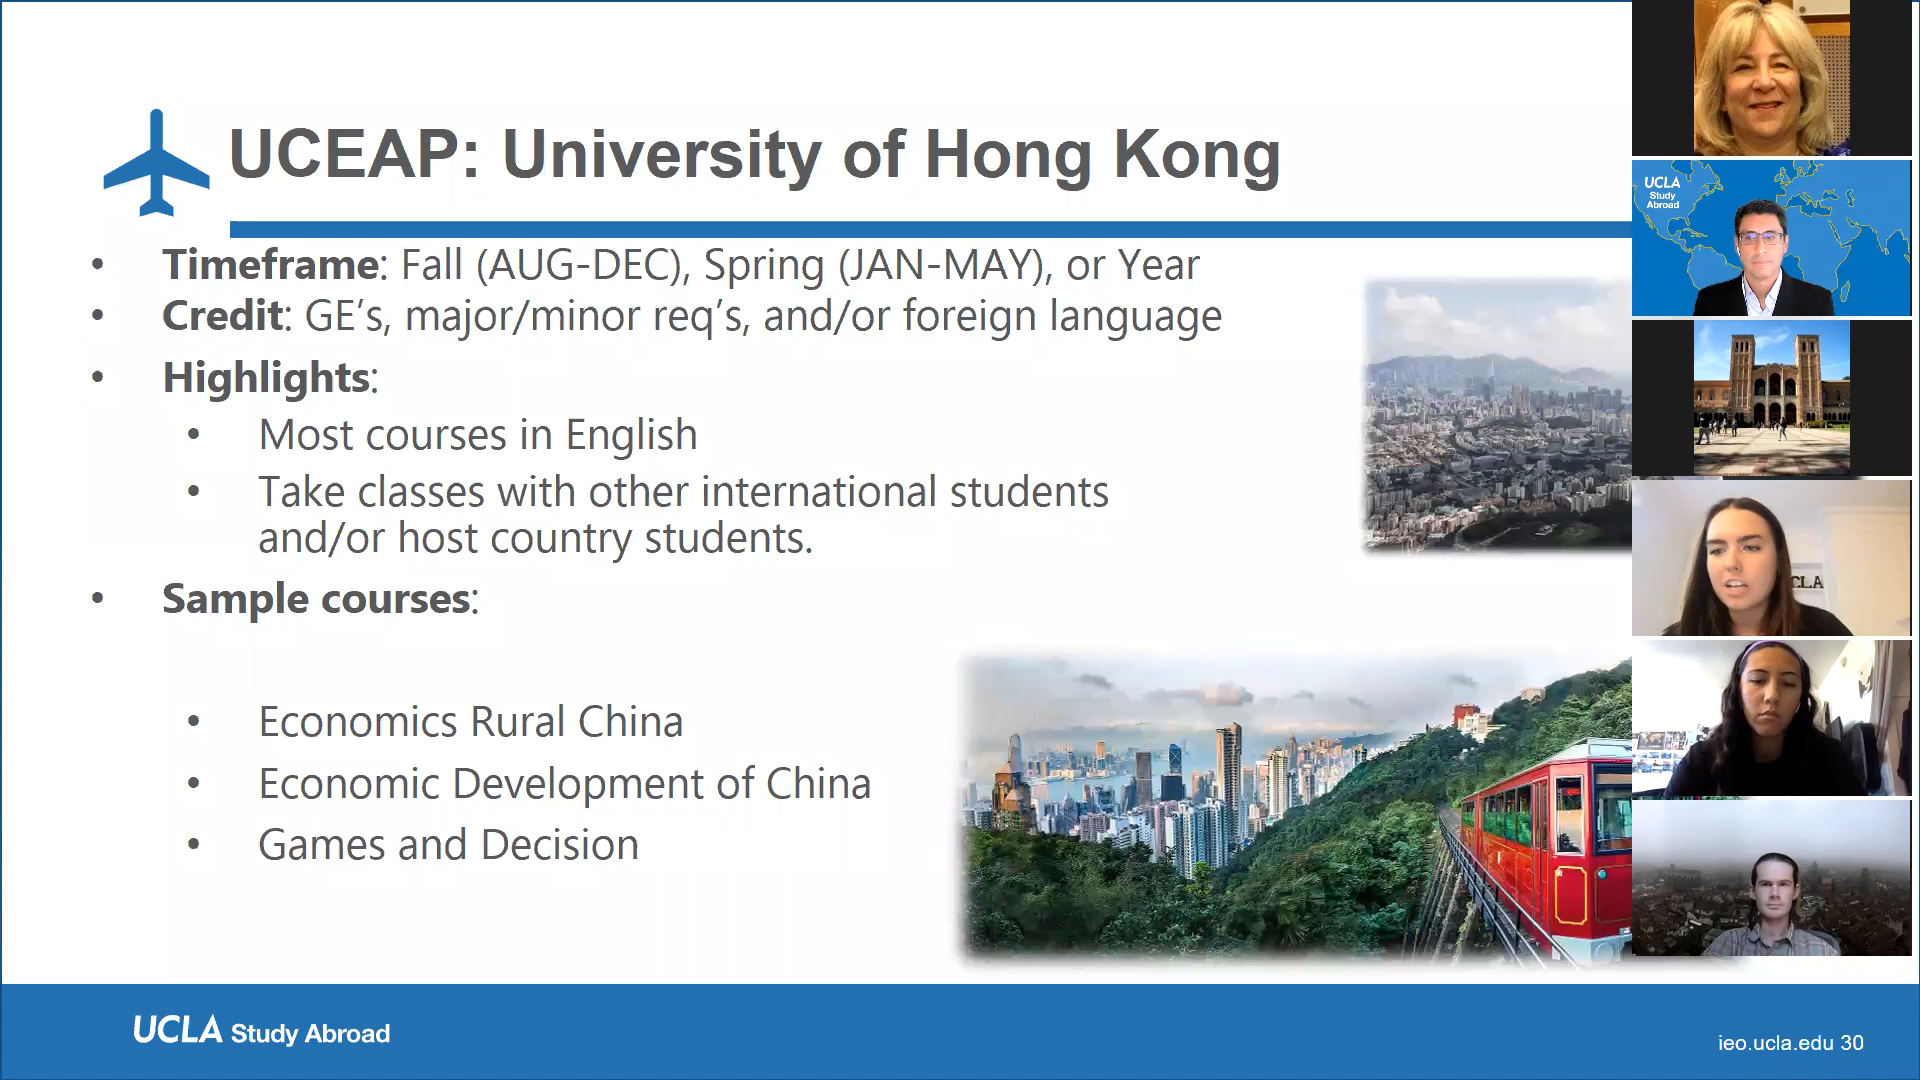 UCEAP: University of Hong Kong
• Timeframe: Fall (AUG-DEC), Spring (JAN-MAY), or Year
• Credit: GE’s, major/minor req’s, and/or foreign language
• Highlights:
• Most courses in English
• Take classes with other international students
and/or host country students.
• Sample courses:
• Economics Rural China
• Economic Development of China
• Games and Decision
UCLA Study Abroad
ieo.ucla.edu 30
UCLA
Study
Abroad
CLA